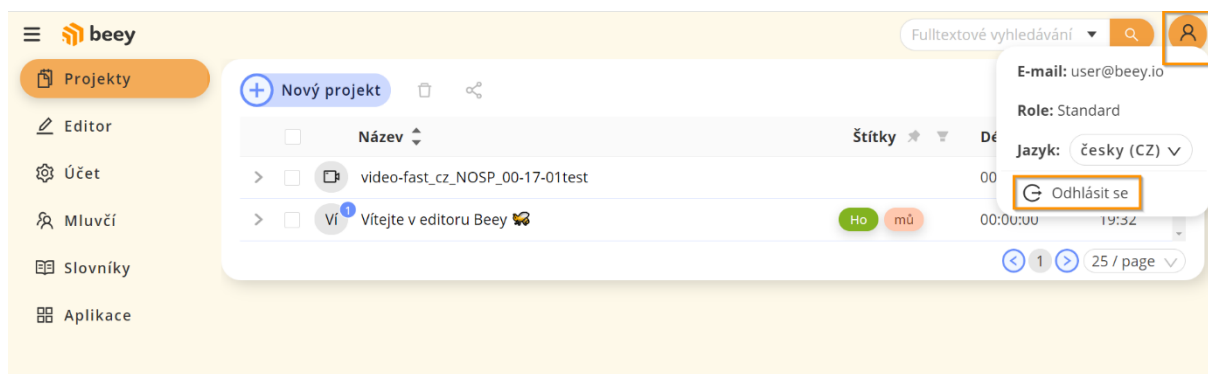 beey
Fulltextové vyhledávání
Projekty
Editor
Účet
Mluvčí
Slovníky
Aplikace
Nový projekt
Název Štítky Dé
video-fast_cz_NOSP_00-17-01test 00
Ví 1 Vítejte v editoru Beey Ho mů 00:00:00 19:32
1 25 / page
E-mail: user@beey.io
Role: Standard
Jazyk: česky (CZ)
Odhlásit se